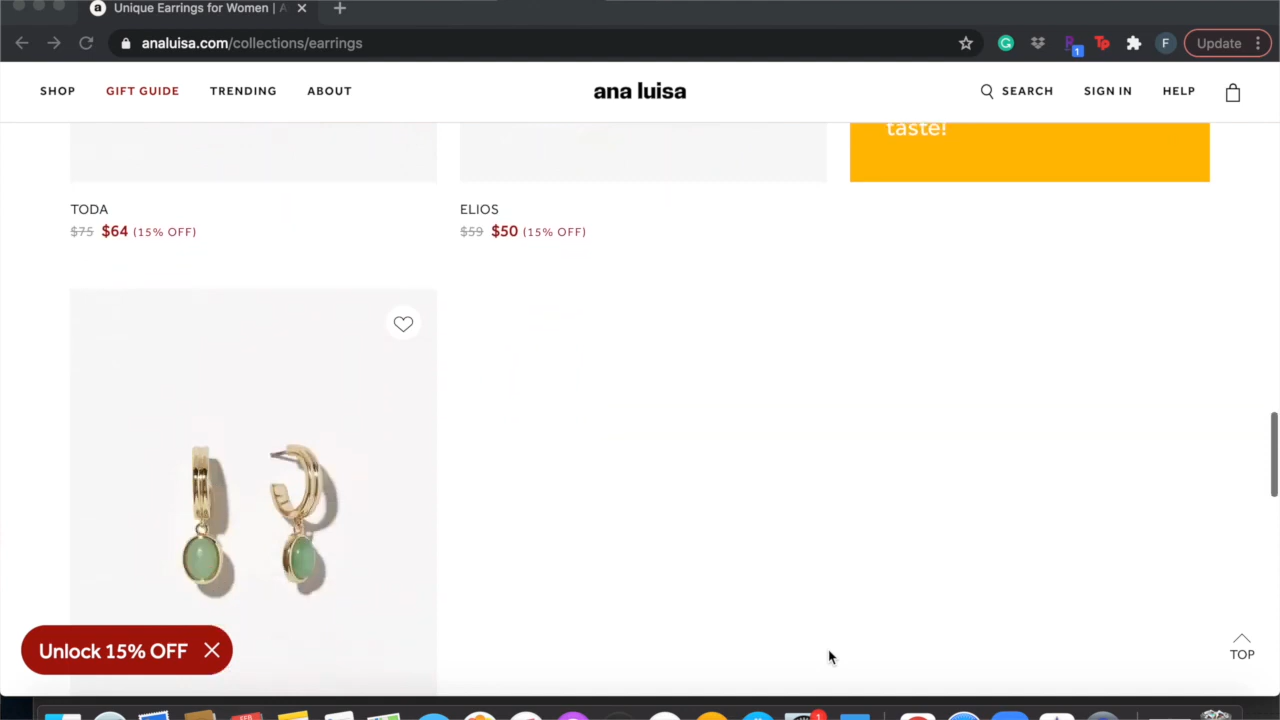 Unique Earrings for Women |
analuisa.com/collections/earrings
Update
SHOP
GIFT GUIDE
TRENDING
ABOUT
ana luisa
SEARCH
SIGN IN
HELP
taste!
TODA
$75 $64 (15% OFF)
ELIOS
$59 $50 (15% OFF)
Unlock 15% OFF
TOP